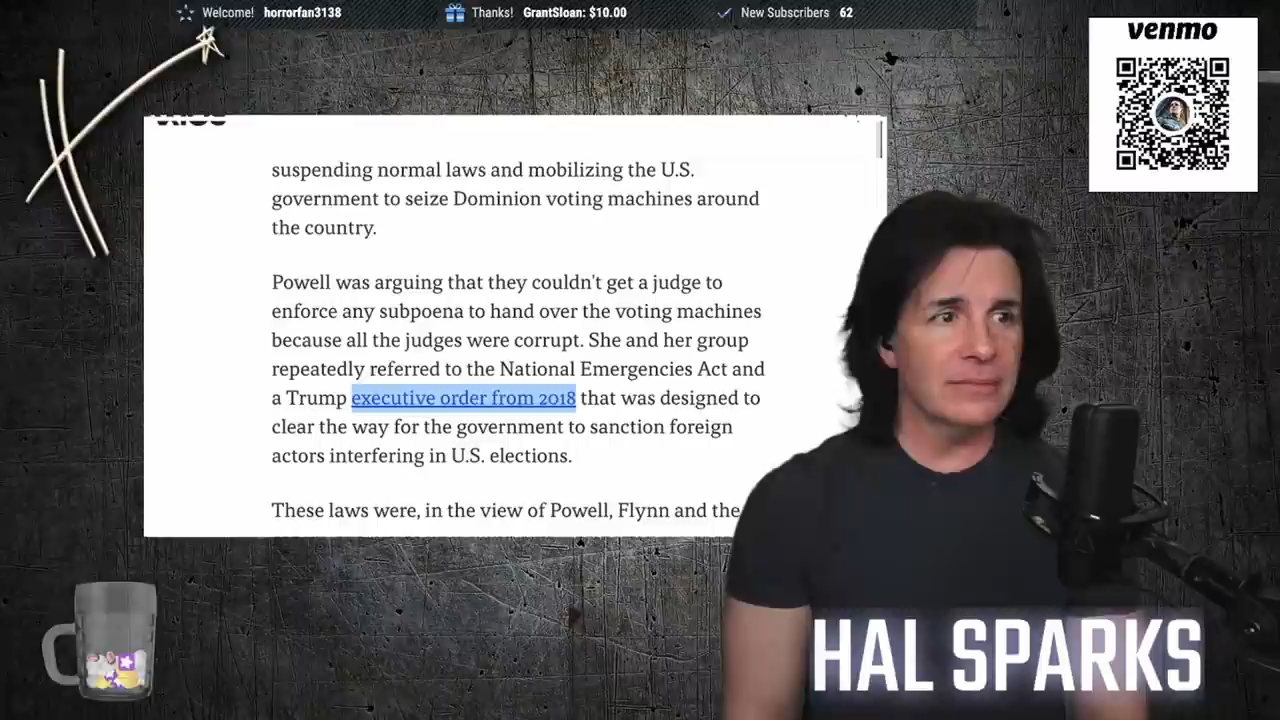 Welcome! horrorfan3138
Thanks! GrantSloan: $10.00
New Subscribers 62
venmo
suspending normal laws and mobilizing the U.S.
government to seize Dominion voting machines around
the country.
Powell was arguing that they couldn't get a judge to
enforce any subpoena to hand over the voting machines
because all the judges were corrupt. She and her group
repeatedly referred to the National Emergencies Act and
a Trump executive order from 2018 that was designed to
clear the way for the government to sanction foreign
actors interfering in U.S. elections.
These laws were, in the view of Powell, Flynn and the
HAL SPARKS